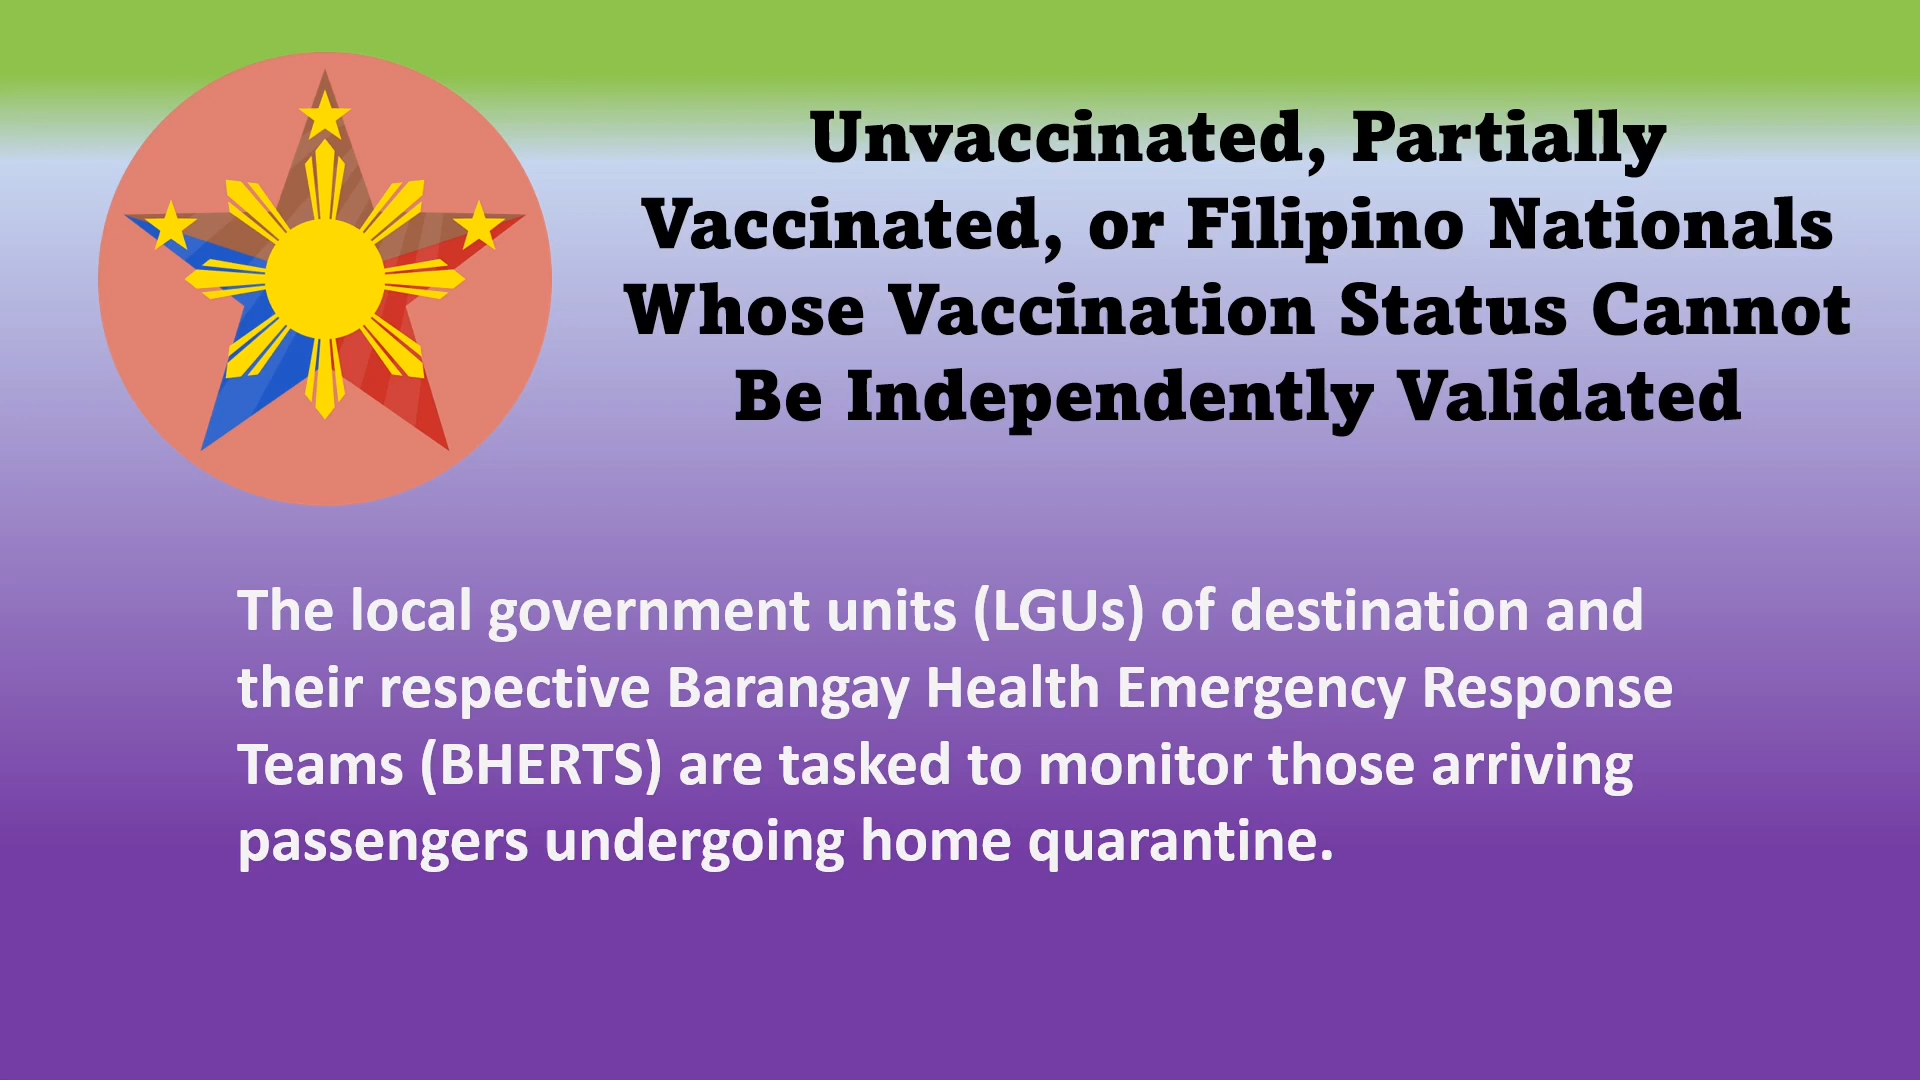 Unvaccinated, Partially
Vaccinated, or Filipino Nationals
Whose Vaccination Status Cannot
Be Independently Validated
The local government units (LGUs) of destination and
their respective Barangay Health Emergency Response
Teams (BHERTS) are tasked to monitor those arriving
passengers undergoing home quarantine.